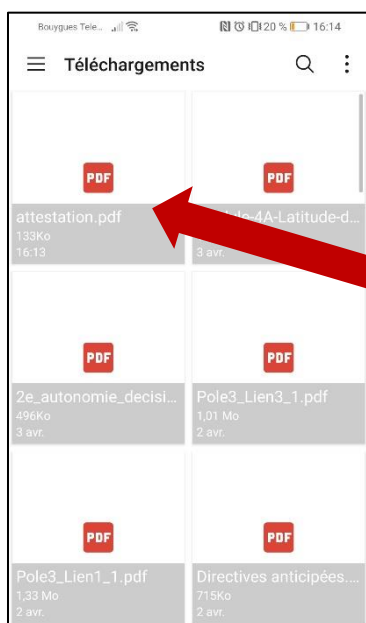 Bouygues Tele... 20 % 16:14
Téléchargements
PDF PDF
attestation.pdf -4A-Latitude-d...
133Ko
16:13 3 avr.
PDF PDF
2e_autonomie_decisi... Pole3_Lien3_1.pdf
496Ko 1,01 Mo
3 avr. 2 avr.
PDF PDF
Pole3_Lien1_1.pdf Directives anticipées....
1,33 Mo 715Ko
2 avr. 2 avr.